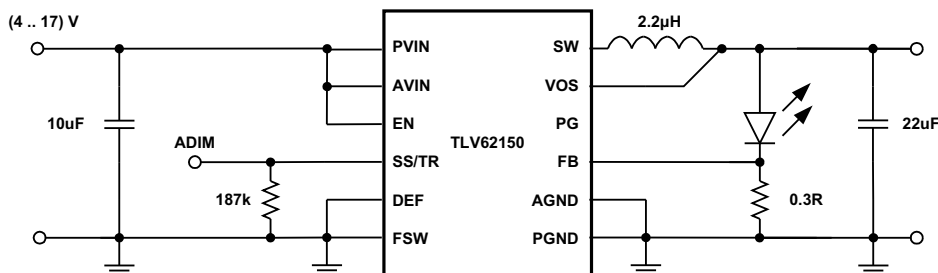 (4 .. 17) V
2.2µH
PVIN
SW
AVIN
VOS
10uF
EN
PG
22uF
TLV62150
ADIM
SS/TR
FB
187k
DEF
AGND
0.3R
FSW
PGND